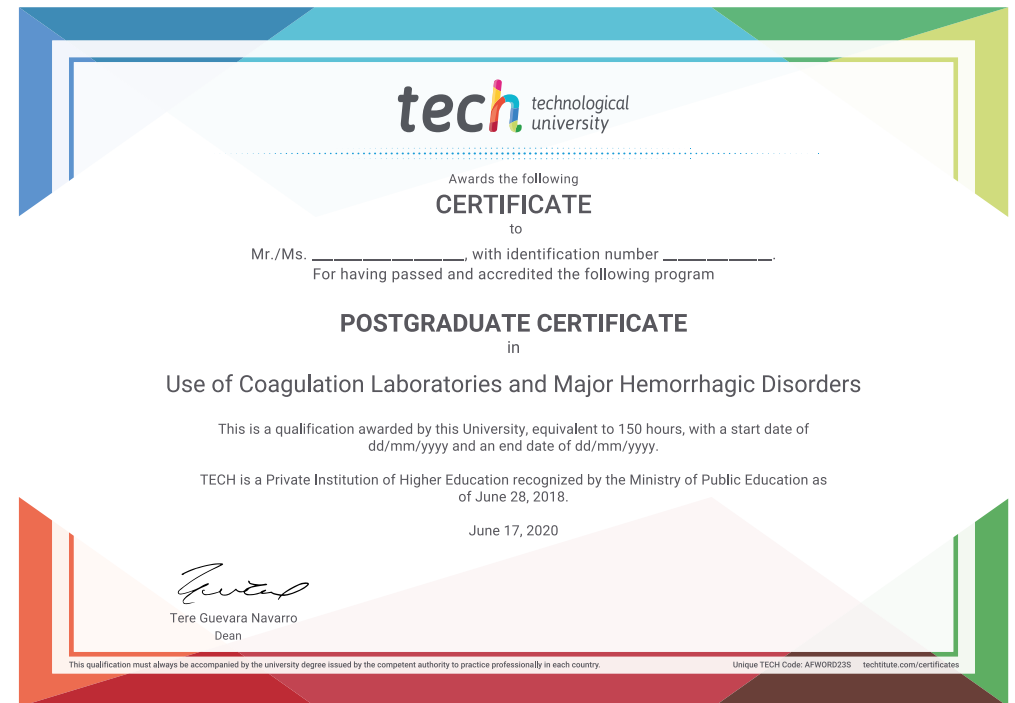 tech technological
university
Awards the following
CERTIFICATE
to
Mr./Ms. __________________, with identification number _____________.
For having passed and accredited the following program
POSTGRADUATE CERTIFICATE
in
Use of Coagulation Laboratories and Major Hemorrhagic Disorders
This is a qualification awarded by this University, equivalent to 150 hours, with a start date of
dd/mm/yyyy and an end date of dd/mm/yyyy.
TECH is a Private Institution of Higher Education recognized by the Ministry of Public Education as
of June 28, 2018.
June 17, 2020
Tere Guevara Navarro
Dean
This qualification must always be accompanied by the university degree issued by the competent authority to practice professionally in each country.
Unique TECH Code: AFWORD23S techtitute.com/certificates